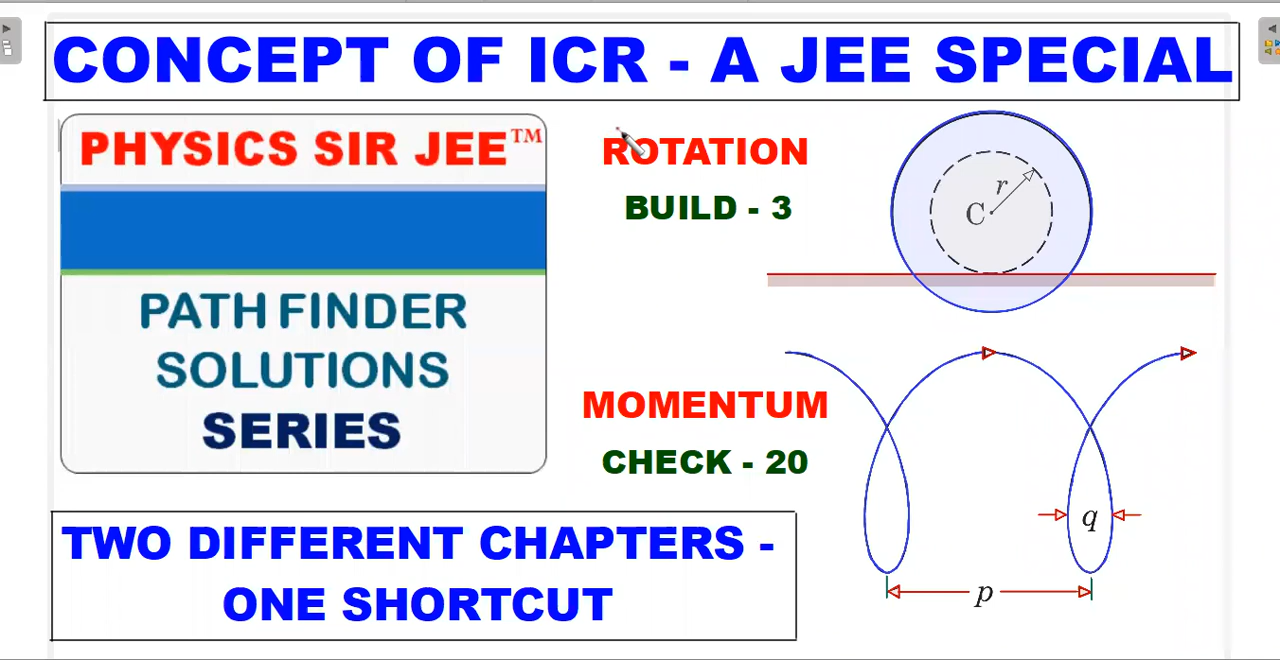 CONCEPT OF ICR - A JEE SPECIAL
PHYSICS SIR JEE™
PATH FINDER
SOLUTIONS
SERIES
ROTATION
BUILD - 3
C
r
MOMENTUM
CHECK - 20
q
p
TWO DIFFERENT CHAPTERS -
ONE SHORTCUT